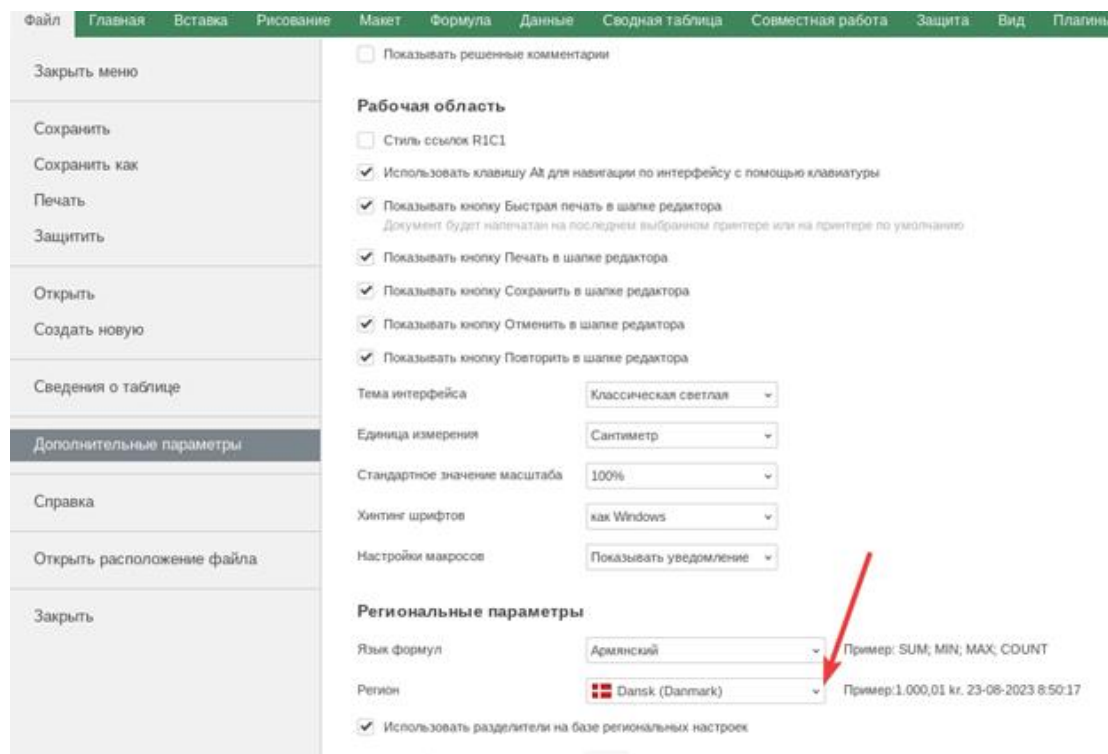 Файл Главная Вставка Рисование Макет Формула Данные Сводная таблица Совместная работа Защита Вид Плагины
Показывать решенные комментарии
Закрыть меню
Рабочая область
Сохранить
Стиль ссылок R1C1
Сохранить как
Использовать клавишу Alt для навигации по интерфейсу с помощью клавиатуры
Печать
Показывать кнопку Быстрая печать в шапке редактора
Документ будет напечатан на последнем выбранном принтере или на принтере по умолчанию
Защитить
Показывать кнопку Печать в шапке редактора
Открыть
Показывать кнопку Сохранить в шапке редактора
Создать новую
Показывать кнопку Отменить в шапке редактора
Показывать кнопку Повторить в шапке редактора
Сведения о таблице
Тема интерфейса Классическая светлая
Дополнительные параметры
Единица измерения Сантиметр
Стандартное значение масштаба 100%
Справка
Хинтинг шрифтов как Windows
Открыть расположение файла
Настройки макросов Показывать уведомление
Закрыть
Региональные параметры
Язык формул Армянский Пример: SUM; MIN; MAX; COUNT
Регион Dansk (Danmark) Пример:1.000,01 kr. 23-08-2023 8:50:17
Использовать разделители на базе региональных настроек